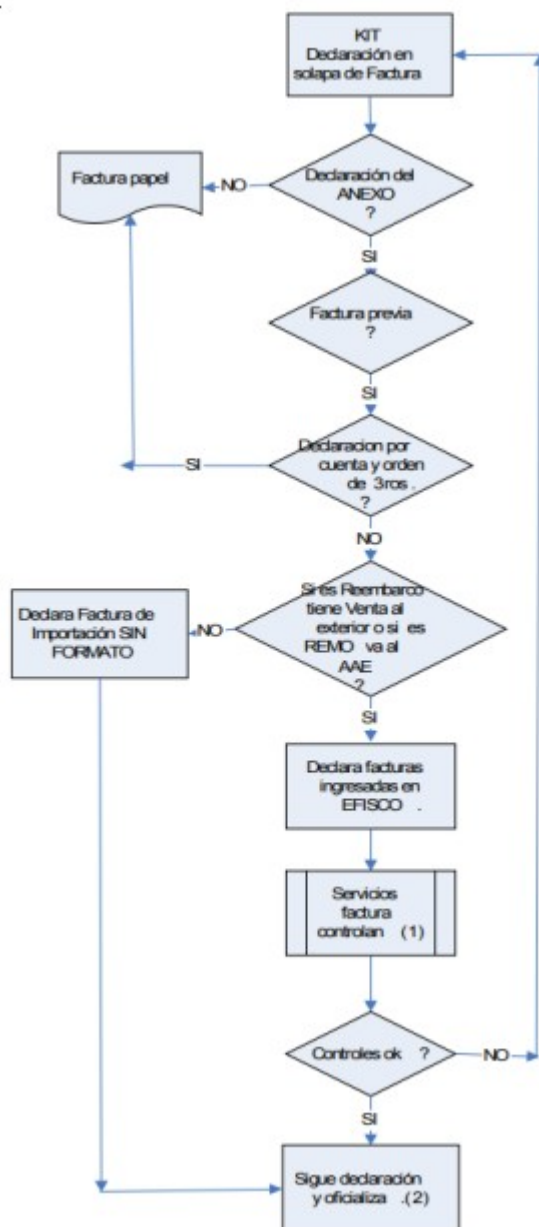 KIT
Declaración en
solapa de Factura
Factura papel
NO
Declaración del
ANEXO
?
SI
Factura previa
?
SI
SI
Declaracion por
cuenta y orden
de 3ros .
?
NO
Declara Factura de
Importación SIN
FORMATO
NO
Si es Reembarco
tiene Venta al
exterior o si es
REMO va al
AAE
?
SI
Declara facturas
ingresadas en
EFISCO .
Servicios
factura
controlan (1)
Controles ok ?
NO
SI
Sigue declaración
y oficializa .(2)